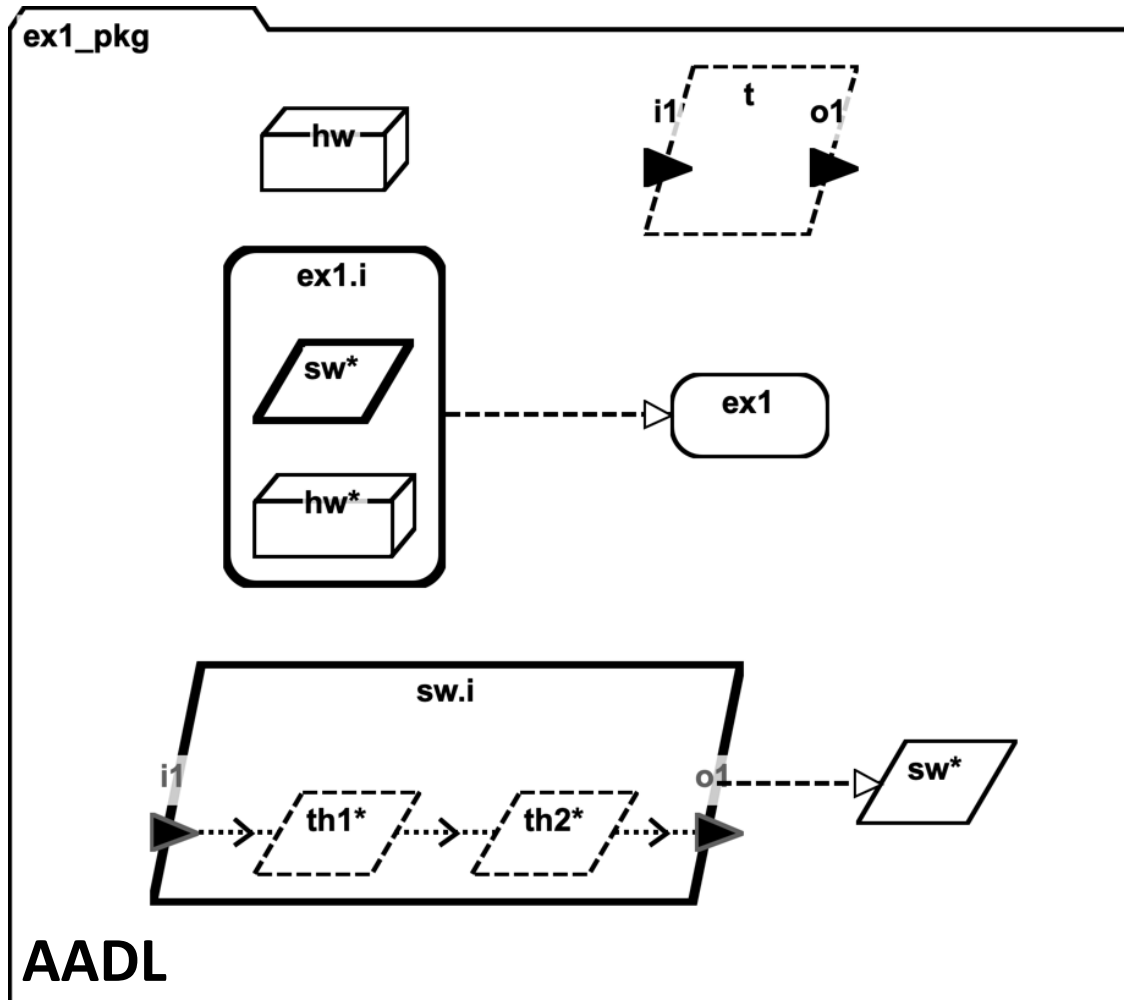 ex1_pkg
hw
i1
t
o1
ex1.i
sw*
hw*
ex1
sw.i
i1
o1
th1*
th2*
sw*
AADL